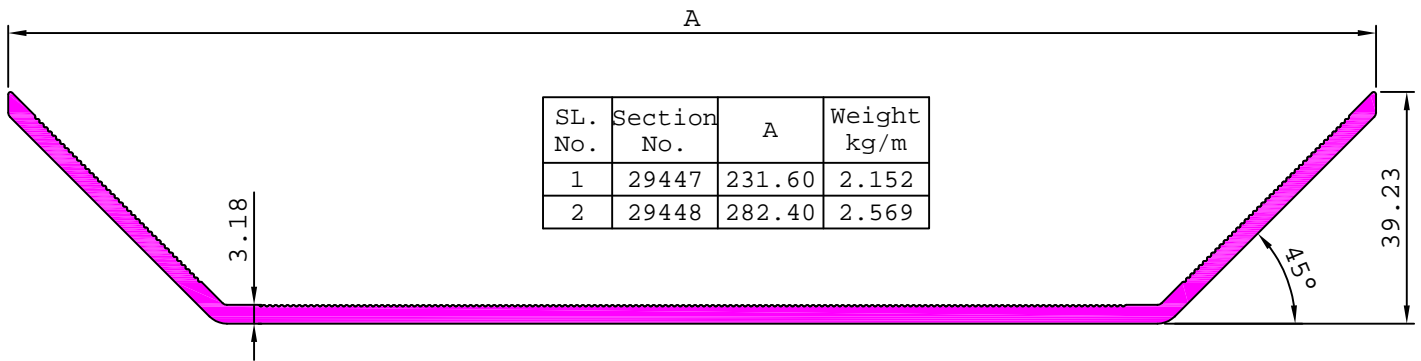 A
SL. No. Section No. A Weight kg/m
1 29447 231.60 2.152
2 29448 282.40 2.569
3.18
39.23
45°